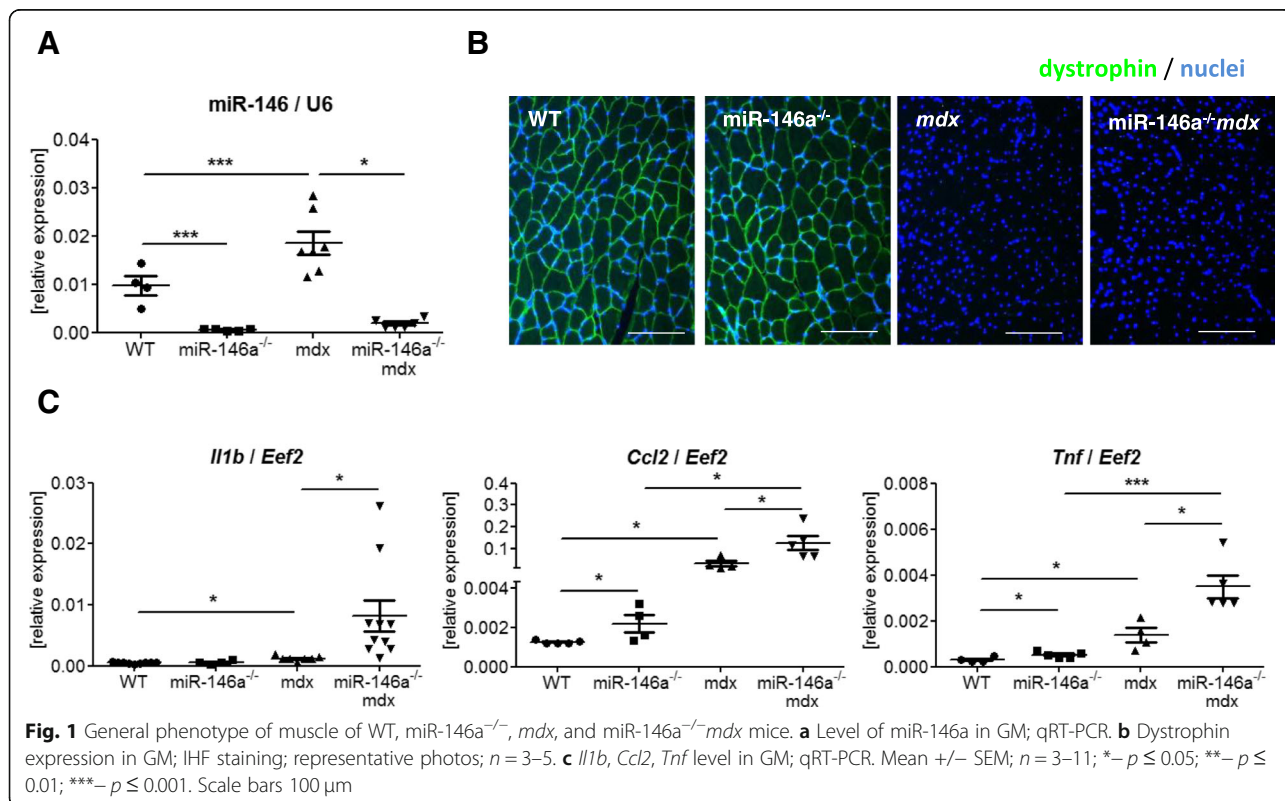 A
miR-146 / U6
[relative expression]
0.04
0.03
0.02
0.01
0.00
***
***
*
WT
miR-146a-/-
mdx
miR-146a-/-
mdx
B
dystrophin / nuclei
WT
miR-146a-/-
mdx
miR-146a-/-mdx
C
Il1b / Eef2
[relative expression]
0.03
0.02
0.01
0.00
*
*
WT
miR-146a-/-
mdx
miR-146a-/-
mdx
Ccl2 / Eef2
[relative expression]
0.4
0.3
0.2
0.1
0.004
0.002
0.000
*
*
*
*
WT
miR-146a-/-
mdx
miR-146a-/-
mdx
Tnf / Eef2
[relative expression]
0.008
0.006
0.004
0.002
0.000
***
*
*
*
WT
miR-146a-/-
mdx
miR-146a-/-
mdx
Fig. 1 General phenotype of muscle of WT, miR-146a−/−, mdx, and miR-146a−/−mdx mice. a Level of miR-146a in GM; qRT-PCR. b Dystrophin
expression in GM; IHF staining; representative photos; n = 3–5. c Il1b, Ccl2, Tnf level in GM; qRT-PCR. Mean +/− SEM; n = 3–11; *– p ≤ 0.05; **– p ≤
0.01; ***– p ≤ 0.001. Scale bars 100 μm